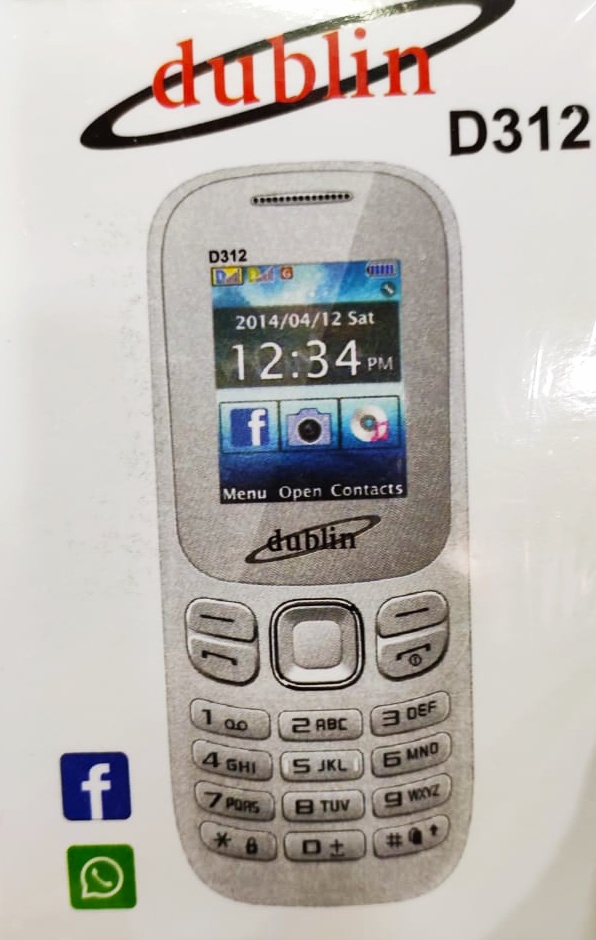 dublin
D312
D312
2014/04/12 Sat
12:34 PM
Menu Open Contacts
dublin
1
2 ABC
3 DEF
4 GHI
5 JKL
6 MNO
7 PQRS
8 TUV
9 WXYZ
*
0 +
#